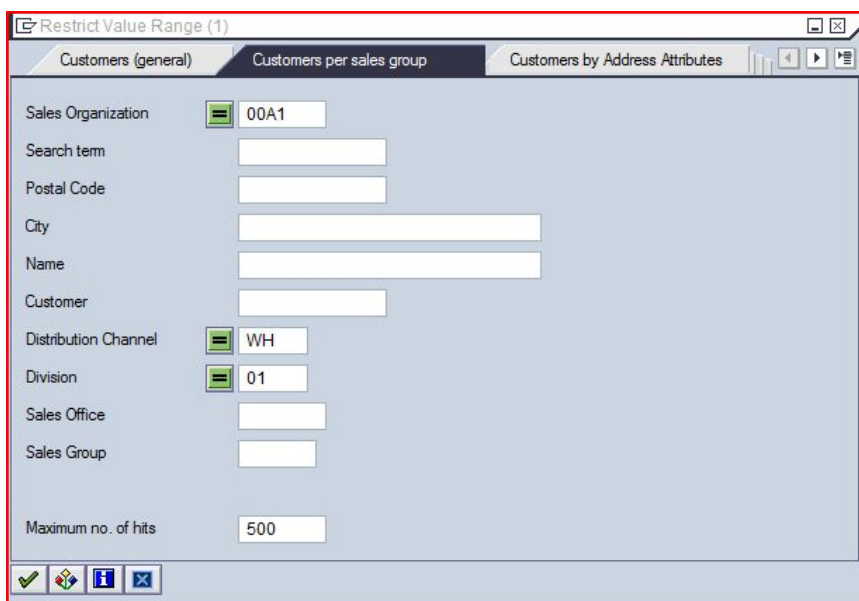 Restrict Value Range (1)
Customers (general) Customers per sales group Customers by Address Attributes
Sales Organization 00A1
Search term
Postal Code
City
Name
Customer
Distribution Channel WH
Division 01
Sales Office
Sales Group
Maximum no. of hits 500